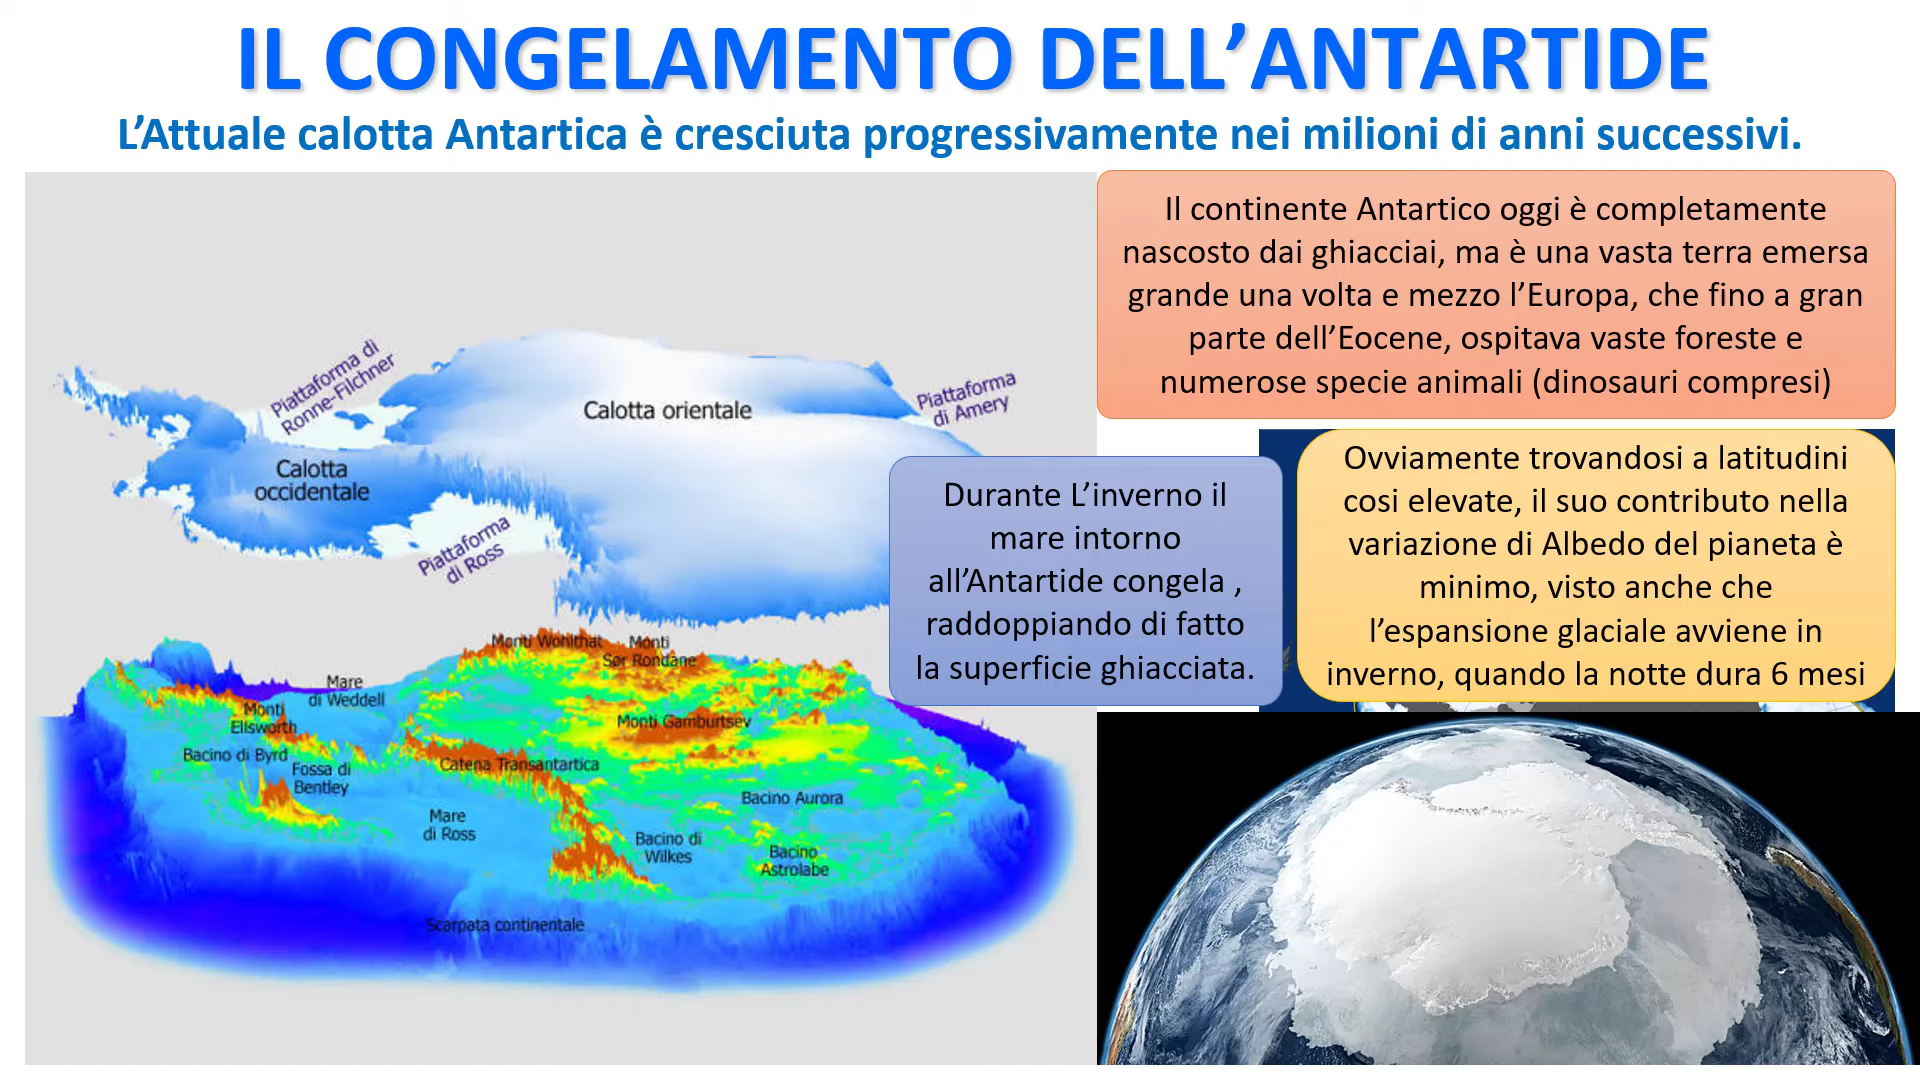 IL CONGELAMENTO DELL’ANTARTIDE
L’Attuale calotta Antartica è cresciuta progressivamente nei milioni di anni successivi.
Il continente Antartico oggi è completamente
nascosto dai ghiacciai, ma è una vasta terra emersa
grande una volta e mezzo l’Europa, che fino a gran
parte dell’Eocene, ospitava vaste foreste e
numerose specie animali (dinosauri compresi)
Piattaforma di
Ronne-Filchner
Calotta orientale
Piattaforma
di Amery
Calotta
occidentale
Piattaforma
di Ross
Durante L’inverno il
mare intorno
all’Antartide congela ,
raddoppiando di fatto
la superficie ghiacciata.
Ovviamente trovandosi a latitudini
cosi elevate, il suo contributo nella
variazione di Albedo del pianeta è
minimo, visto anche che
l’espansione glaciale avviene in
inverno, quando la notte dura 6 mesi
Monti Wohlthat
Monti
Sør Rondane
Mare
di Weddell
Monti
Ellsworth
Monti Gamburtsev
Bacino di Byrd
Fossa di
Bentley
Catena Transantartica
Bacino Aurora
Mare
di Ross
Bacino di
Wilkes
Bacino
Astrolabe
Scarpata continentale